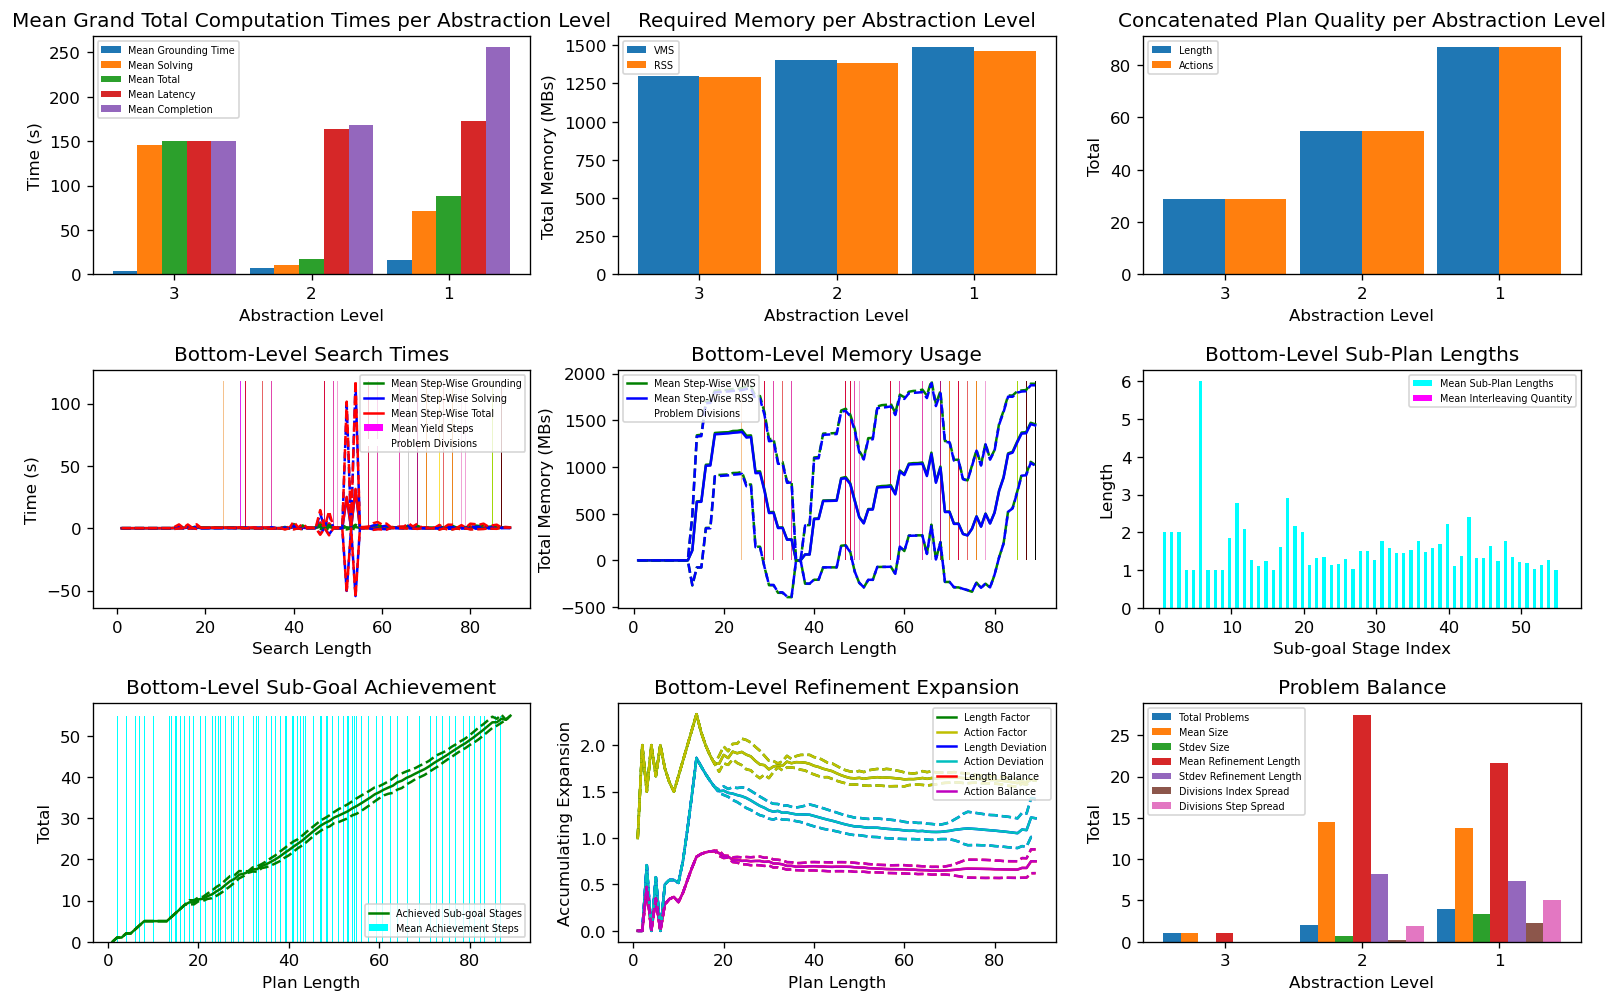 Mean Grand Total Computation Times per Abstraction Level
Time (s)
250
200
150
100
50
0
Mean Grounding Time
Mean Solving
Mean Total
Mean Latency
Mean Completion
3 2 1
Abstraction Level
Required Memory per Abstraction Level
Total Memory (MBs)
1500
1250
1000
750
500
250
0
VMS
RSS
3 2 1
Abstraction Level
Concatenated Plan Quality per Abstraction Level
Total
80
60
40
20
0
Length
Actions
3 2 1
Abstraction Level
Bottom-Level Search Times
Time (s)
100
50
0
−50
Mean Step-Wise Grounding
Mean Step-Wise Solving
Mean Step-Wise Total
Mean Yield Steps
Problem Divisions
0 20 40 60 80
Search Length
Bottom-Level Memory Usage
Total Memory (MBs)
2000
1500
1000
500
0
−500
Mean Step-Wise VMS
Mean Step-Wise RSS
Problem Divisions
0 20 40 60 80
Search Length
Bottom-Level Sub-Plan Lengths
Length
6
5
4
3
2
1
0
Mean Sub-Plan Lengths
Mean Interleaving Quantity
0 10 20 30 40 50
Sub-goal Stage Index
Bottom-Level Sub-Goal Achievement
Total
50
40
30
20
10
0
Achieved Sub-goal Stages
Mean Achievement Steps
0 20 40 60 80
Plan Length
Bottom-Level Refinement Expansion
Accumulating Expansion
2.0
1.5
1.0
0.5
0.0
Length Factor
Action Factor
Length Deviation
Action Deviation
Length Balance
Action Balance
0 20 40 60 80
Plan Length
Problem Balance
Total
25
20
15
10
5
0
Total Problems
Mean Size
Stdev Size
Mean Refinement Length
Stdev Refinement Length
Divisions Index Spread
Divisions Step Spread
3 2 1
Abstraction Level